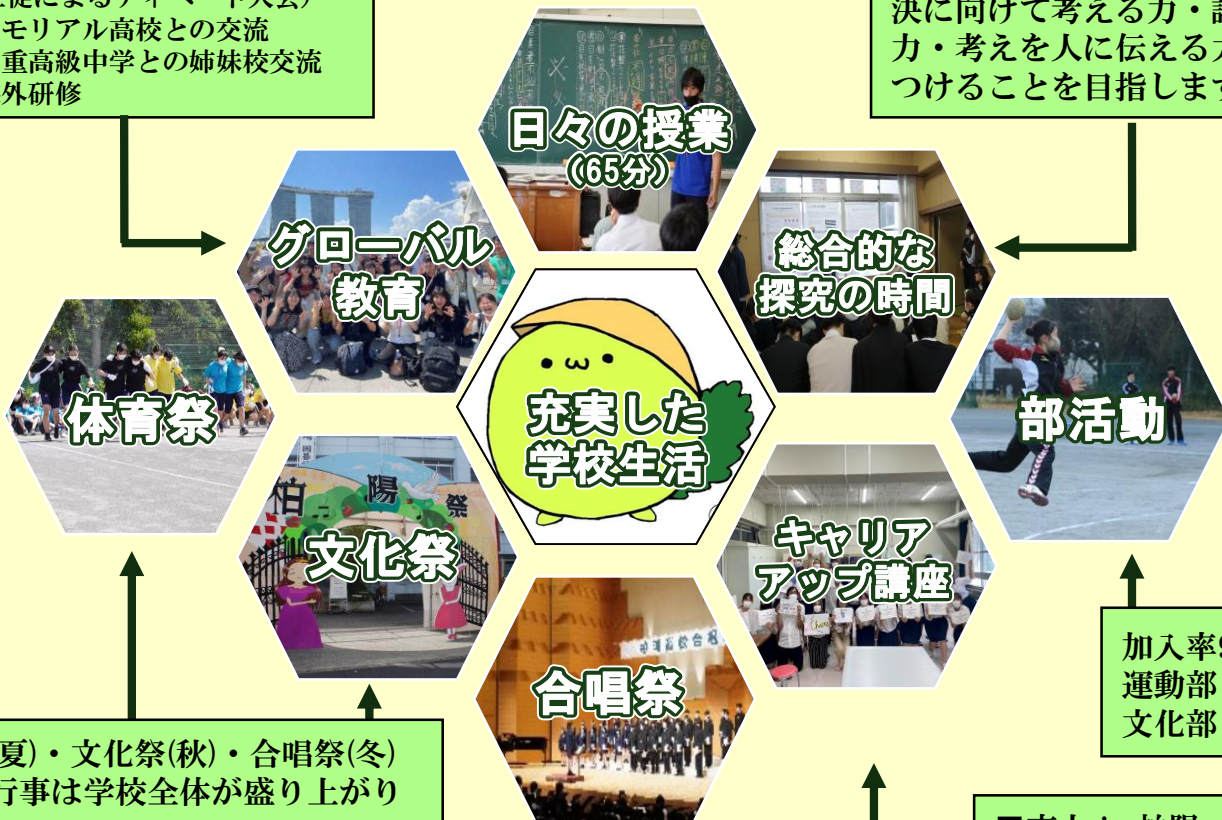 モリアル高校との交流
重高級中学との姉妹校交流
外研修
決に向けて考える力・
力・考えを人に伝える
つけることを目指します
日々の授業
(65分)
グローバル
教育
総合的な
探究の時間
体育祭
充実した
学校生活
部活動
柏陽祭
文化祭
キャリア
アップ講座
合唱祭
加入率
運動部
文化部
夏)・文化祭(秋)・合唱祭(冬)
行事は学校全体が盛り上がり